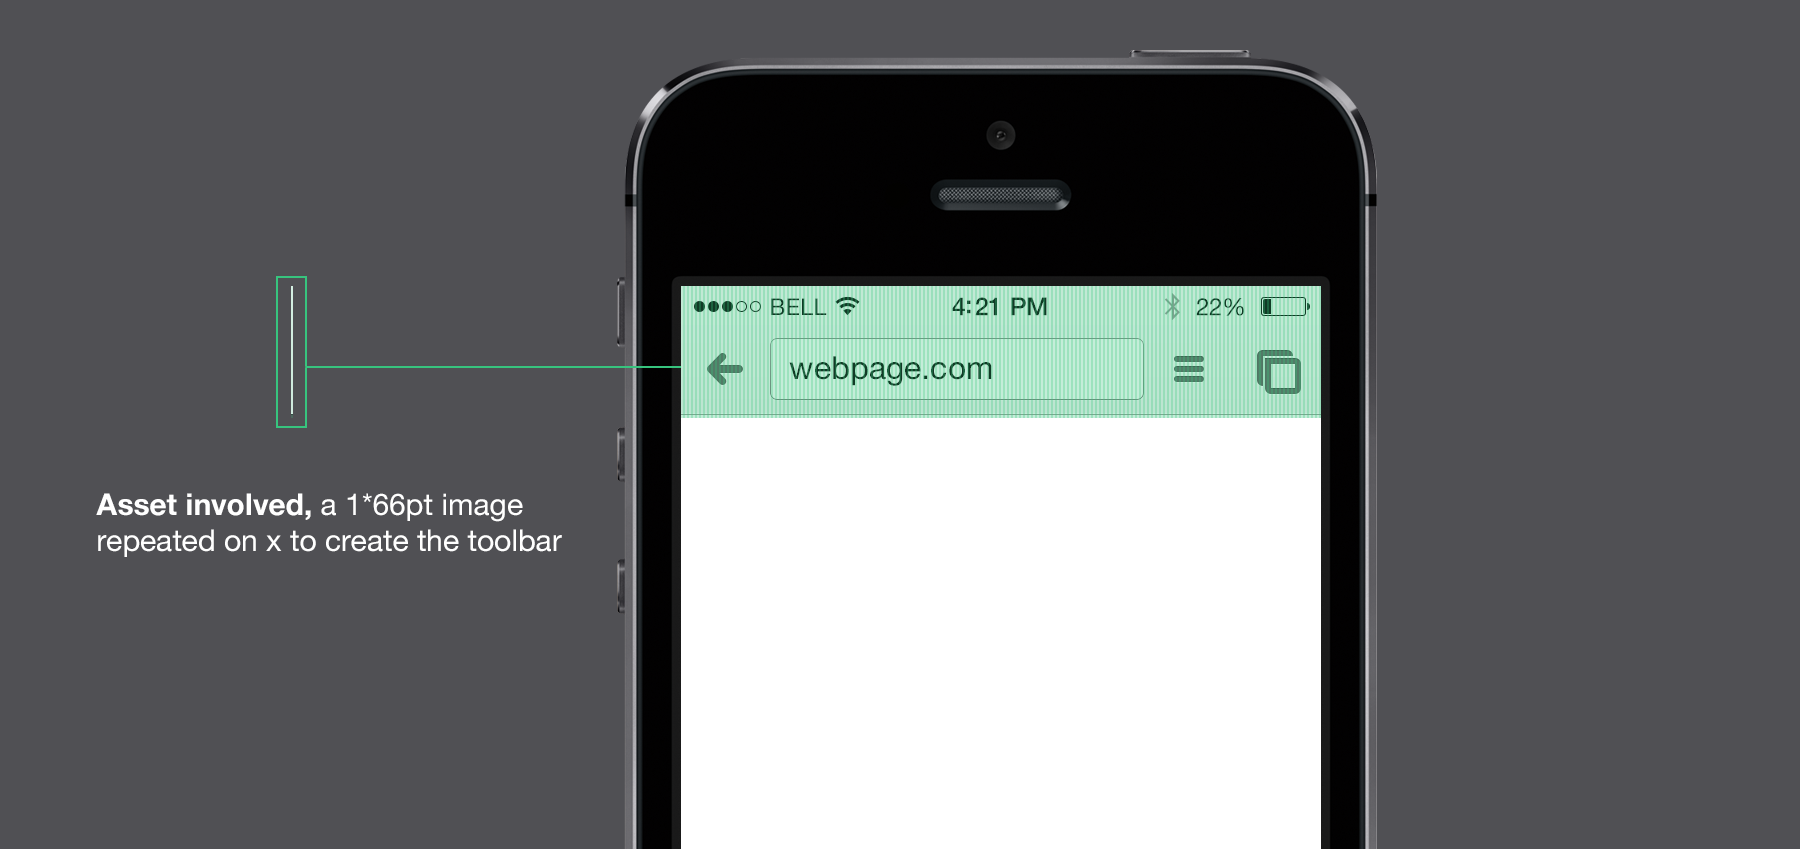 BELL 4:21 PM 22%
webpage.com
Asset involved, a 1*66pt image
repeated on x to create the toolbar